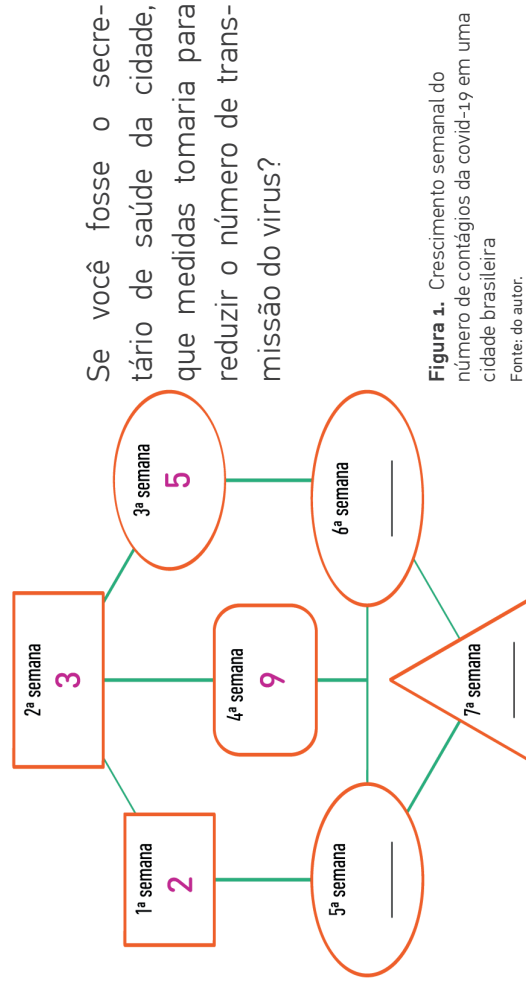 2ª semana
3
1ª semana
2
3ª semana
5
4ª semana
9
5ª semana
6ª semana
7ª semana
Se você fosse o secre-
tário de saúde da cidade,
que medidas tomaria para
reduzir o número de trans-
missão do virus?
Figura 1. Crescimento semanal do
número de contágios da covid-19 em uma
cidade brasileira
Fonte: do autor.